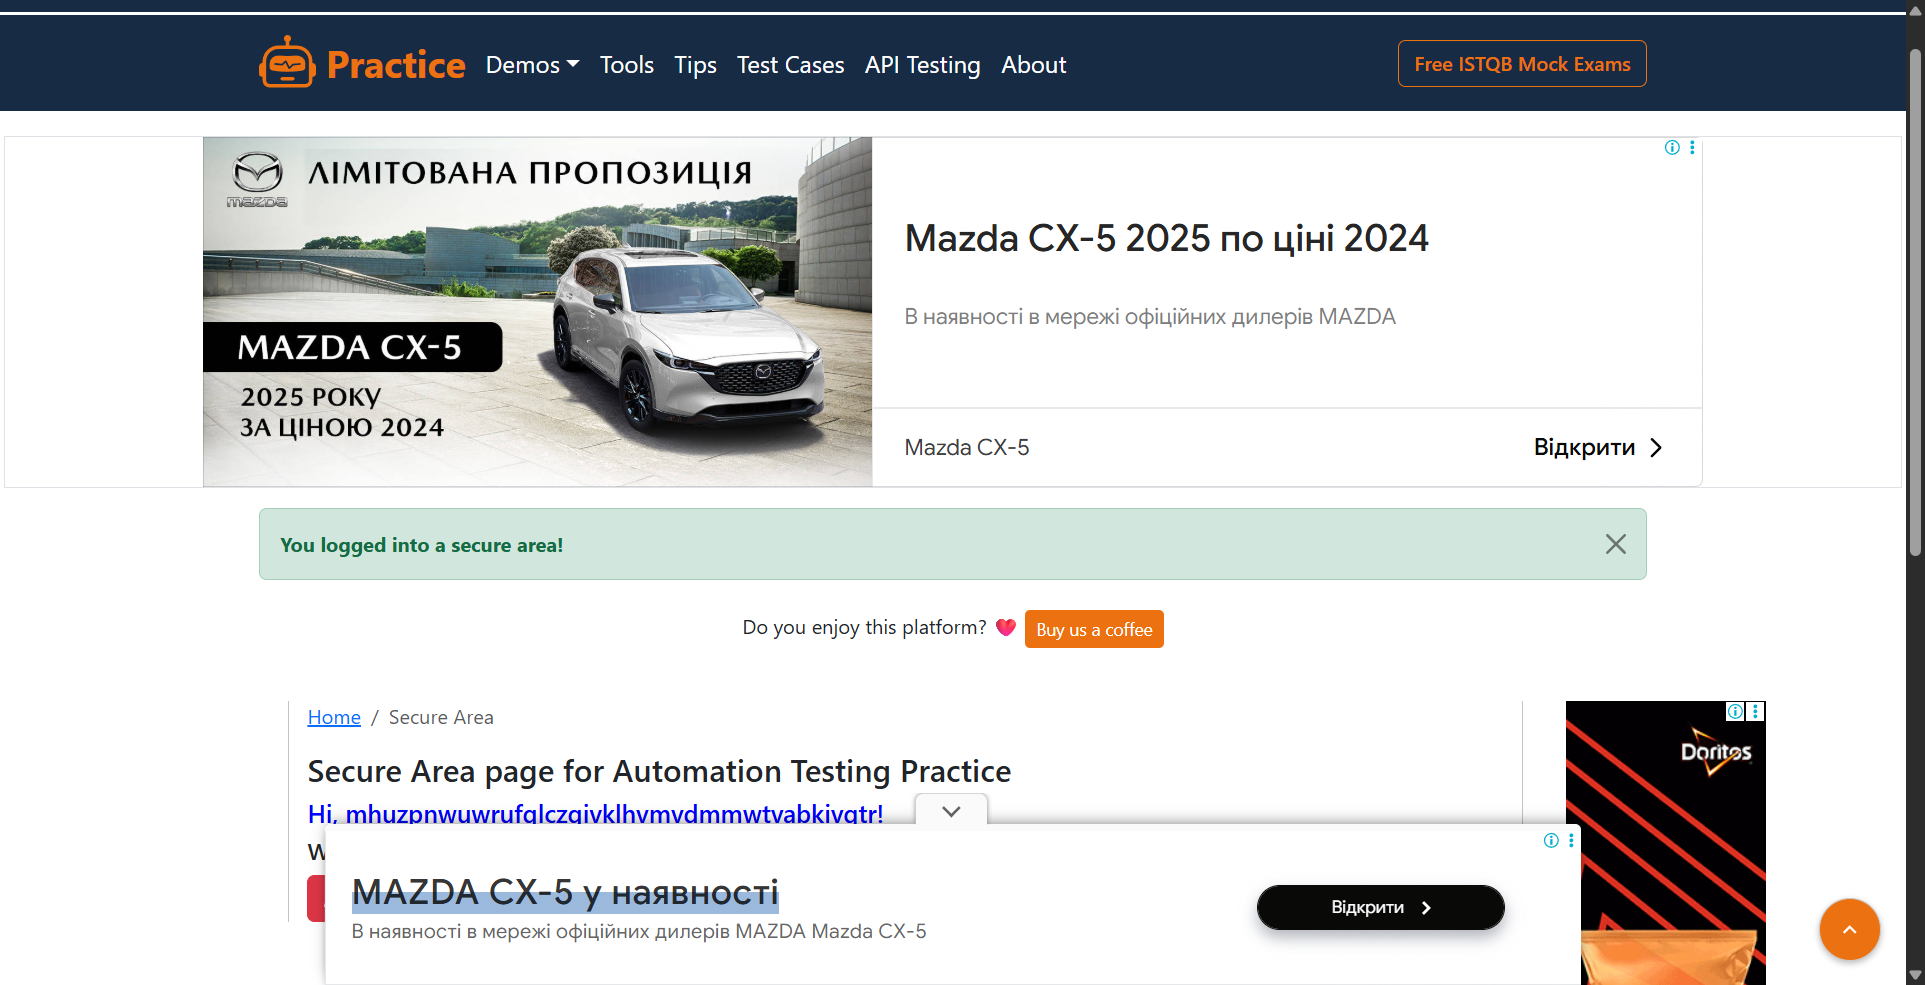 Practice
Demos
Tools
Tips
Test Cases
API Testing
About
Free ISTQB Mock Exams
mazda
ЛІМІТОВАНА ПРОПОЗИЦІЯ
MAZDA CX-5
2025 РОКУ
ЗА ЦІНОЮ 2024
Mazda CX-5 2025 по ціні 2024
В наявності в мережі офіційних дилерів MAZDA
Mazda CX-5
Відкрити
You logged into a secure area!
Do you enjoy this platform?
Buy us a coffee
Home / Secure Area
Secure Area page for Automation Testing Practice
Hi,
Doritos
MAZDA CX-5 у наявності
В наявності в мережі офіційних дилерів MAZDA Mazda CX-5
Відкрити